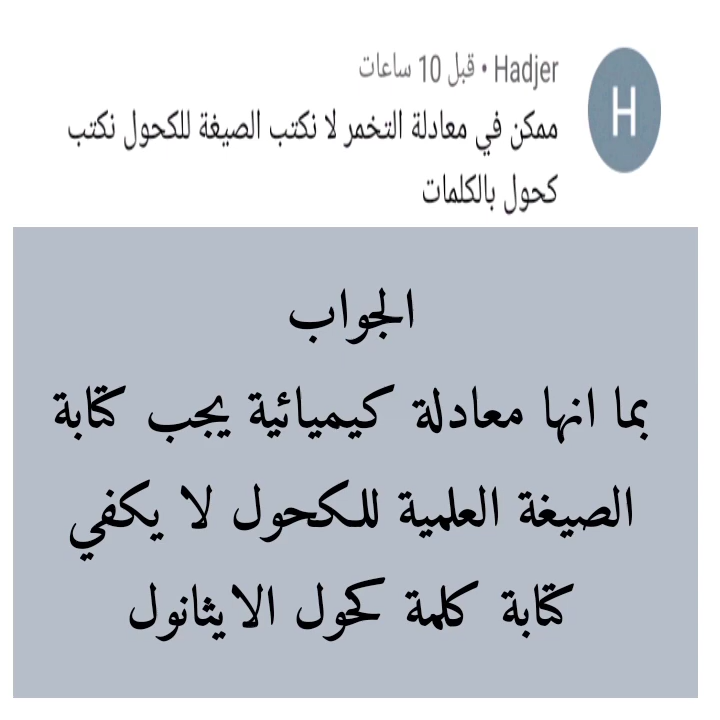 Hadjer • قبل 10 ساعات
H
ممكن في معادلة التخمر لا نكتب الصيغة للكحول نكتب
كحول بالكلمات
الجواب
بما انها معادلة كيميائية يجب كتابة
الصيغة العلمية للكحول لا يكفي
كتابة كلمة كحول الايثانول